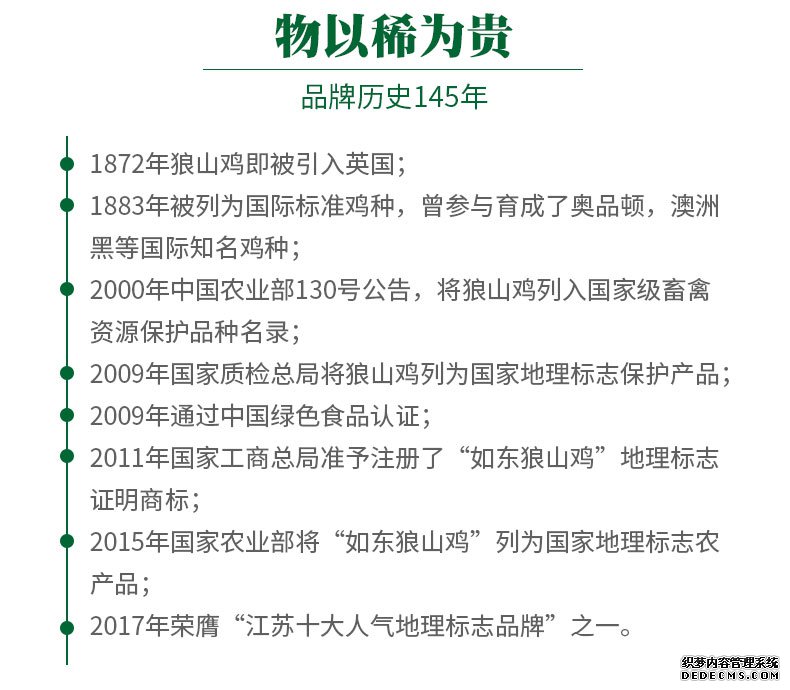 物以稀为贵
品牌历史145年
1872年狼山鸡即被引入英国；
1883年被列为国际标准鸡种，曾参与育成了奥品顿，澳洲
黑等国际知名鸡种；
2000年中国农业部130号公告，将狼山鸡列入国家级畜禽
资源保护品种名录；
2009年国家质检总局将狼山鸡列为国家地理标志保护产品；
2009年通过中国绿色食品认证；
2011年国家工商总局准予注册了“如东狼山鸡”地理标志
证明商标；
2015年国家农业部将“如东狼山鸡”列为国家地理标志农
产品；
2017年荣膺“江苏十大人气地理标志品牌”之一。
织梦内容管理系统
DEDECMS.COM